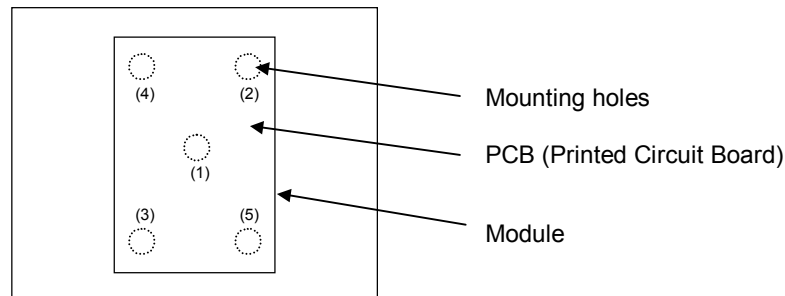 (4)
(2)
Mounting holes
PCB (Printed Circuit Board)
(1)
(3)
(5)
Module